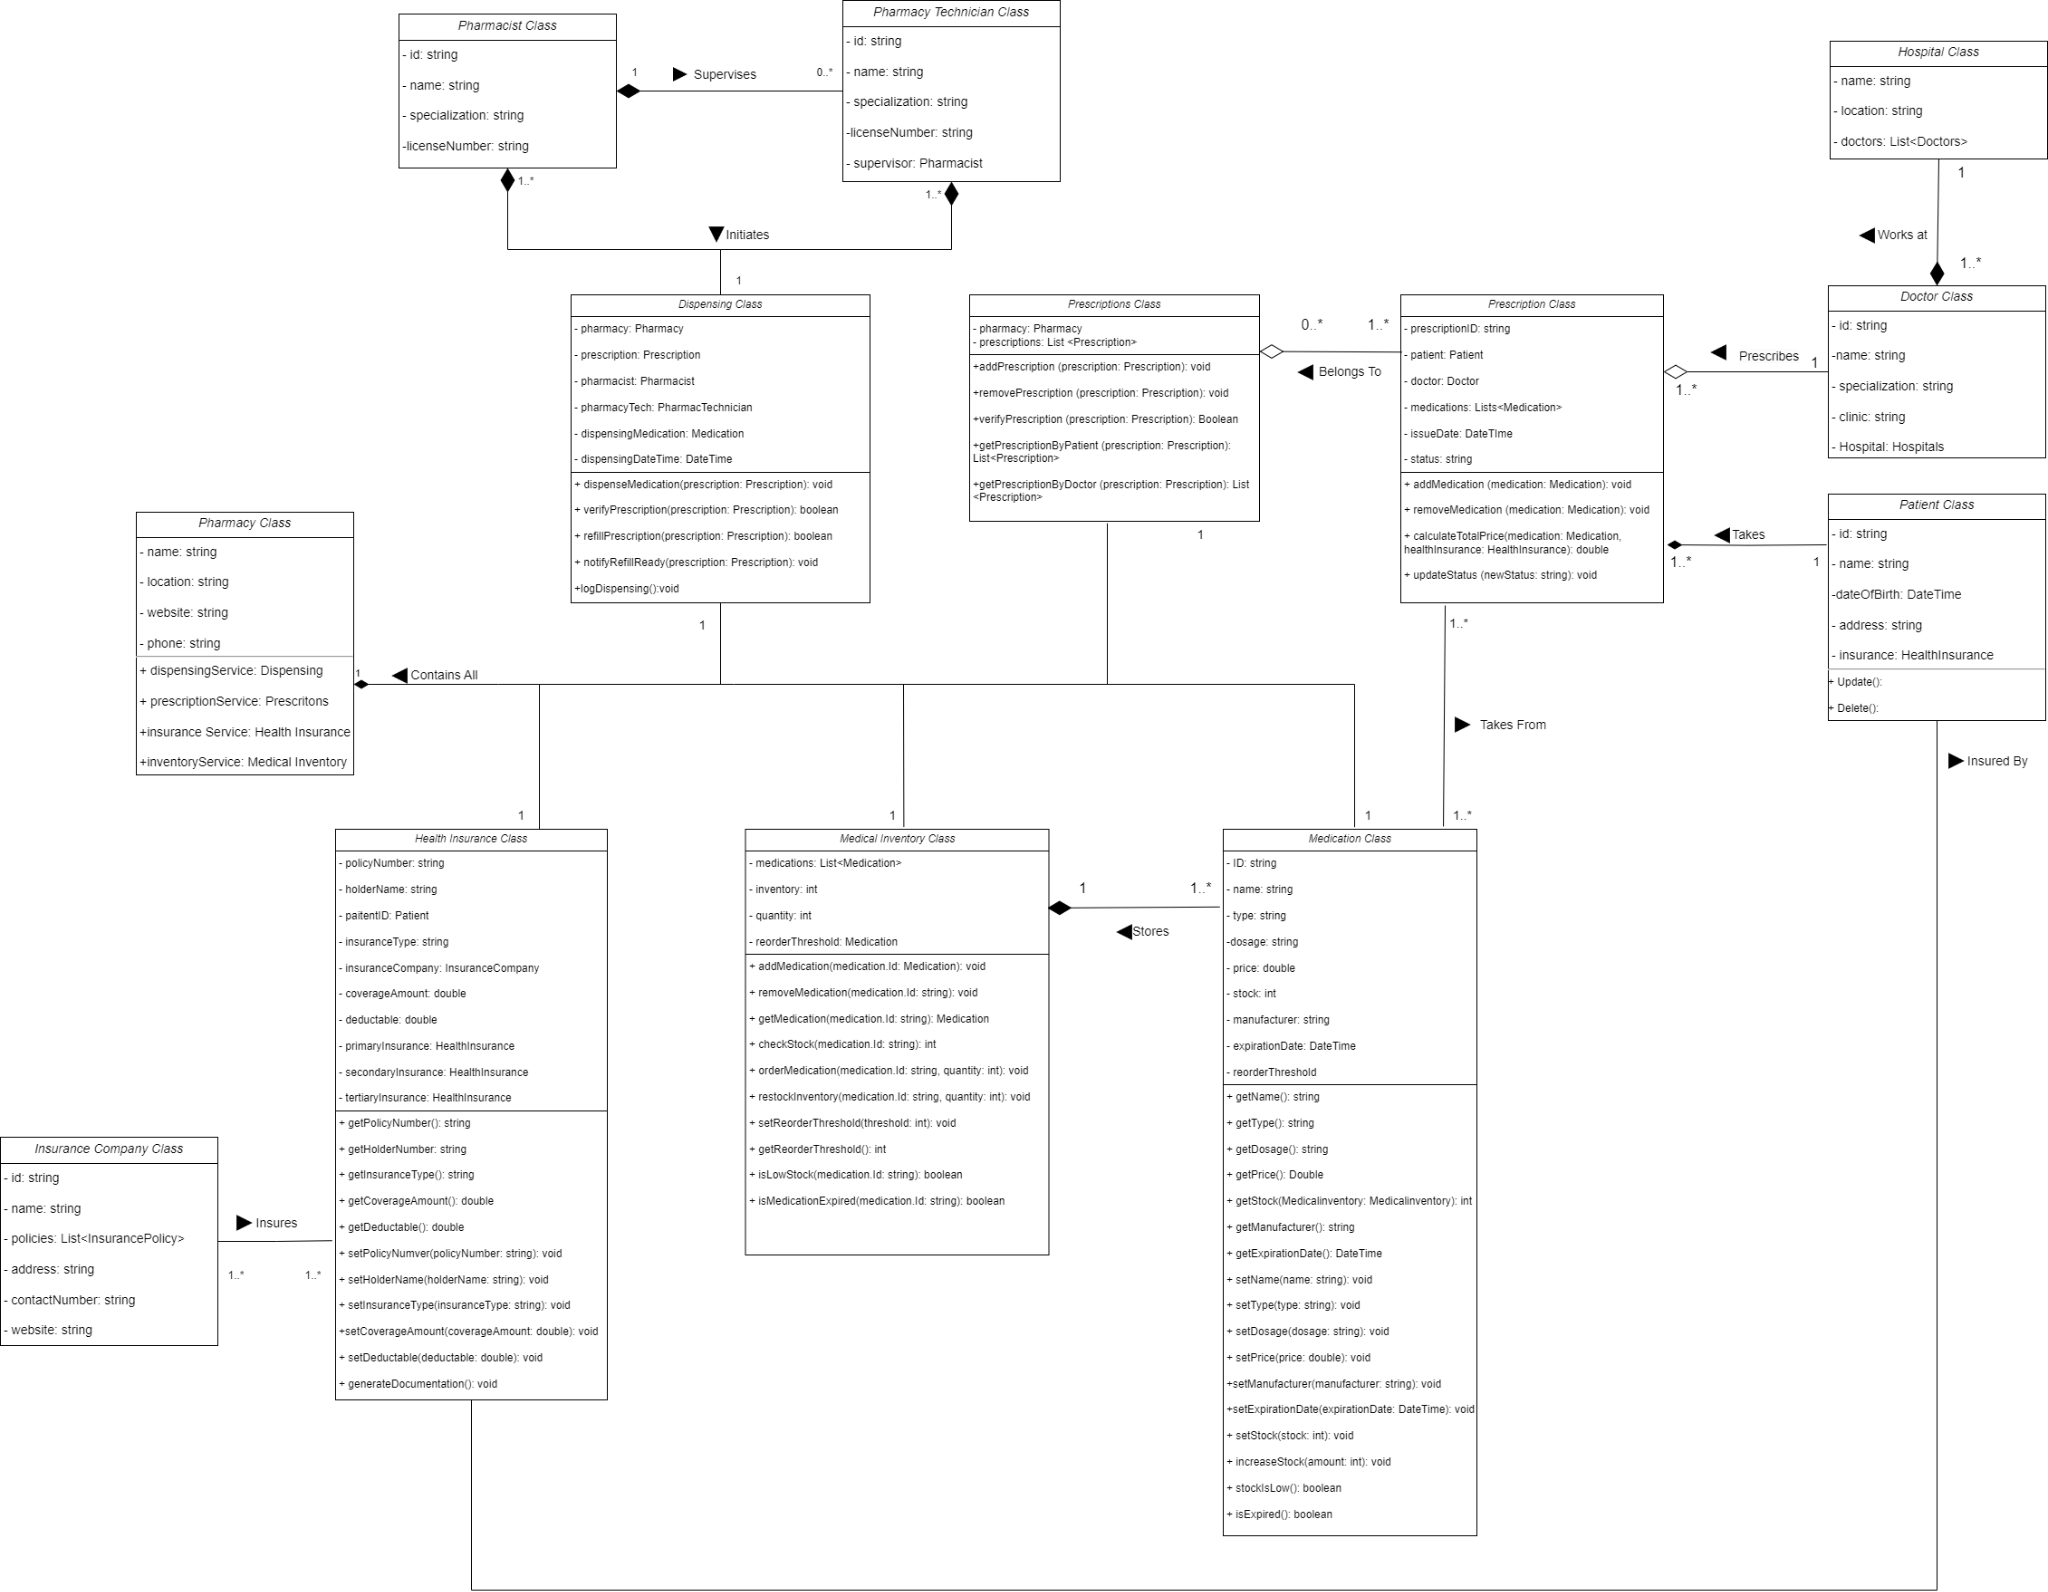 Pharmacist Class
- id: string
- name: string
- specialization: string
-licenseNumber: string
1
Supervises
0..*
Pharmacy Technician Class
- id: string
- name: string
- specialization: string
-licenseNumber: string
- supervisor: Pharmacist
1..*
1..*
Initiates
1
Hospital Class
- name: string
- location: string
- doctors: List<Doctors>
1
Works at
1..*
Doctor Class
- id: string
-name: string
- specialization: string
- clinic: string
- Hospital: Hospitals
Dispensing Class
- pharmacy: Pharmacy
- prescription: Prescription
- pharmacist: Pharmacist
- pharmacyTech: PharmacTechnician
- dispensingMedication: Medication
- dispensingDateTime: DateTime
+ dispenseMedication(prescription: Prescription): void
+ verifyPrescription(prescription: Prescription): boolean
+ refillPrescription(prescription: Prescription): boolean
+ notifyRefillReady(prescription: Prescription): void
+logDispensing():void
1
Prescriptions Class
- pharmacy: Pharmacy
- prescriptions: List <Prescription>
+addPrescription (prescription: Prescription): void
+removePrescription (prescription: Prescription): void
+verifyPrescription (prescription: Prescription): Boolean
+getPrescriptionByPatient (prescription: Prescription):
List<Prescription>
+getPrescriptionByDoctor (prescription: Prescription): List
<Prescription>
1
0..*
1..*
Belongs To
Prescription Class
- prescriptionID: string
- patient: Patient
- doctor: Doctor
- medications: Lists<Medication>
- issueDate: DateTIme
- status: string
+ addMedication (medication: Medication): void
+ removeMedication (medication: Medication): void
+ calculateTotalPrice(medication: Medication,
healthInsurance: HealthInsurance): double
+ updateStatus (newStatus: string): void
Prescribes
1
1..*
Takes
1..*
1
Patient Class
- id: string
- name: string
-dateOfBirth: DateTime
- address: string
- insurance: HealthInsurance
+ Update():
+ Delete():
Insured By
1..*
Takes From
1..*
Pharmacy Class
- name: string
- location: string
- website: string
- phone: string
+ dispensingService: Dispensing
+ prescriptionService: Prescritons
+insurance Service: Health Insurance
+inventoryService: Medical Inventory
1
Contains All
1
1
1
Health Insurance Class
- policyNumber: string
- holderName: string
- paitentID: Patient
- insuranceType: string
- insuranceCompany: InsuranceCompany
- coverageAmount: double
- deductable: double
- primaryInsurance: HealthInsurance
- secondaryInsurance: HealthInsurance
- tertiaryInsurance: HealthInsurance
+ getPolicyNumber(): string
+ getHolderNumber: string
+ getInsuranceType(): string
+ getCoverageAmount(): double
+ getDeductable(): double
+ setPolicyNumver(policyNumber: string): void
+ setHolderName(holderName: string): void
+ setInsuranceType(insuranceType: string): void
+setCoverageAmount(coverageAmount: double): void
+ setDeductable(deductable: double): void
+ generateDocumentation(): void
Medical Inventory Class
- medications: List<Medication>
- inventory: int
- quantity: int
- reorderThreshold: Medication
+ addMedication(medication.Id: Medication): void
+ removeMedication(medication.Id: string): void
+ getMedication(medication.Id: string): Medication
+ checkStock(medication.Id: string): int
+ orderMedication(medication.Id: string, quantity: int): void
+ restockInventory(medication.Id: string, quantity: int): void
+ setReorderThreshold(threshold: int): void
+ getReorderThreshold(): int
+ isLowStock(medication.Id: string): boolean
+ isMedicationExpired(medication.Id: string): boolean
1
1..*
Stores
Medication Class
- ID: string
- name: string
- type: string
-dosage: string
- price: double
- stock: int
- manufacturer: string
- expirationDate: DateTime
- reorderThreshold
+ getName(): string
+ getType(): string
+ getDosage(): string
+ getPrice(): Double
+ getStock(MedicaIinventory: MedicaIinventory): int
+ getManufacturer(): string
+ getExpirationDate(): DateTime
+ setName(name: string): void
+ setType(type: string): void
+ setDosage(dosage: string): void
+ setPrice(price: double): void
+setManufacturer(manufacturer: string): void
+setExpirationDate(expirationDate: DateTime): void
+ setStock(stock: int): void
+ increaseStock(amount: int): void
+ stockIsLow(): boolean
+ isExpired(): boolean
Insurance Company Class
- id: string
- name: string
- policies: List<InsurancePolicy>
- address: string
- contactNumber: string
- website: string
Insures
1..*
1..*